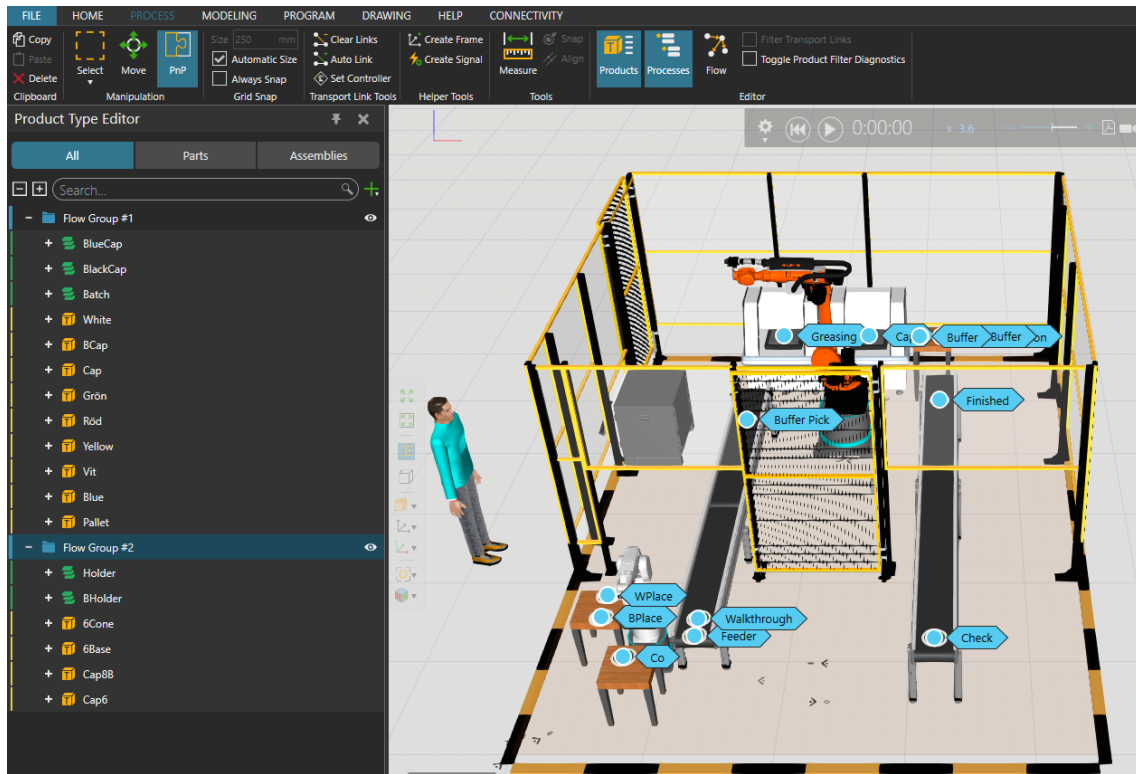 FILE HOME PROCESS MODELING PROGRAM DRAWING HELP CONNECTIVITY
Copy
Paste
Delete
Clipboard
Select
Move
PnP
Manipulation
Size 250 mm
Automatic Size
Always Snap
Grid Snap
Clear Links
Auto Link
Set Controller
Transport Link Tools
Create Frame
Create Signal
Helper Tools
Measure
Snap
Align
Tools
Products
Processes
Flow
Filter Transport Links
Toggle Product Filter Diagnostics
Editor
Product Type Editor
All Parts Assemblies
Search...
Flow Group #1
BlueCap
BlackCap
Batch
White
BCap
Cap
Grön
Röd
Yellow
Vit
Blue
Pallet
Flow Group #2
Holder
BHolder
6Cone
6Base
Cap8B
Cap6
0:00:00 x 3.6
Greasing Buffer Buffer on
Finished
Buffer Pick
WPlace
BPlace Walkthrough
Feeder Check
Co